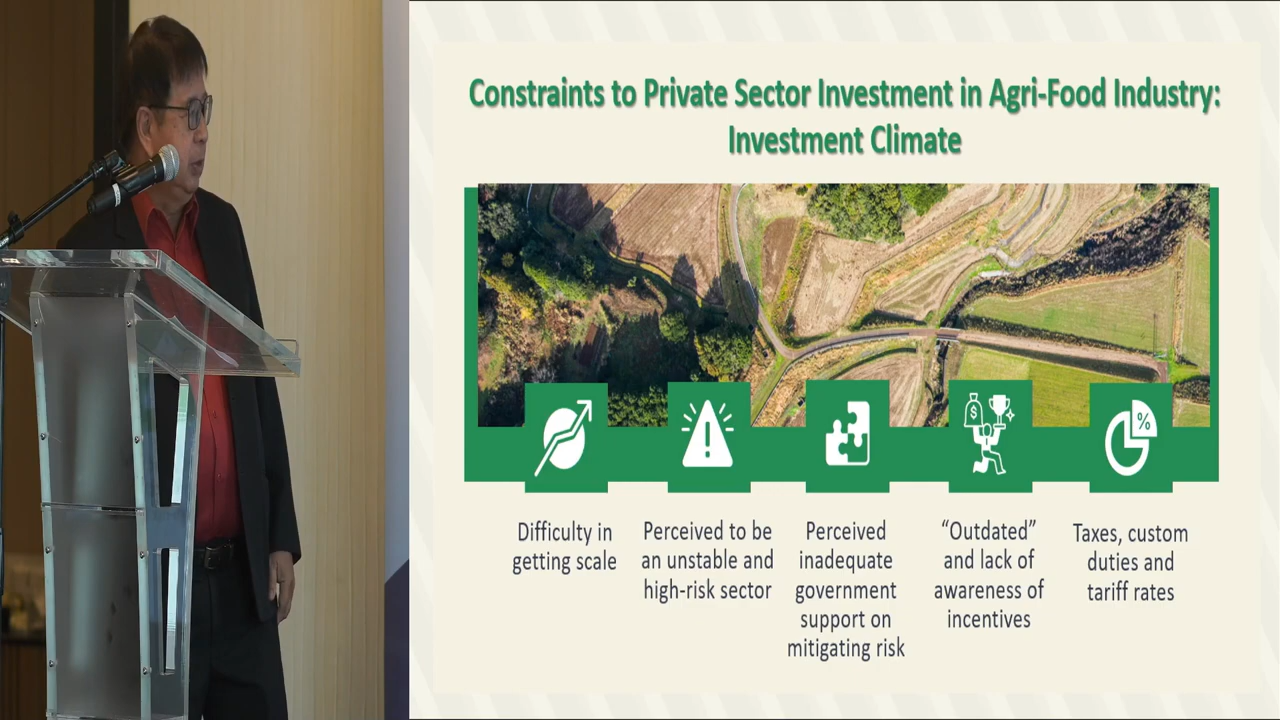 Constraints to Private Sector Investment in Agri-Food Industry:
Investment Climate
$
%
Difficulty in
getting scale
Perceived to be
an unstable and
high-risk sector
Perceived
inadequate
government
support on
mitigating risk
“Outdated”
and lack of
awareness of
incentives
Taxes, custom
duties and
tariff rates